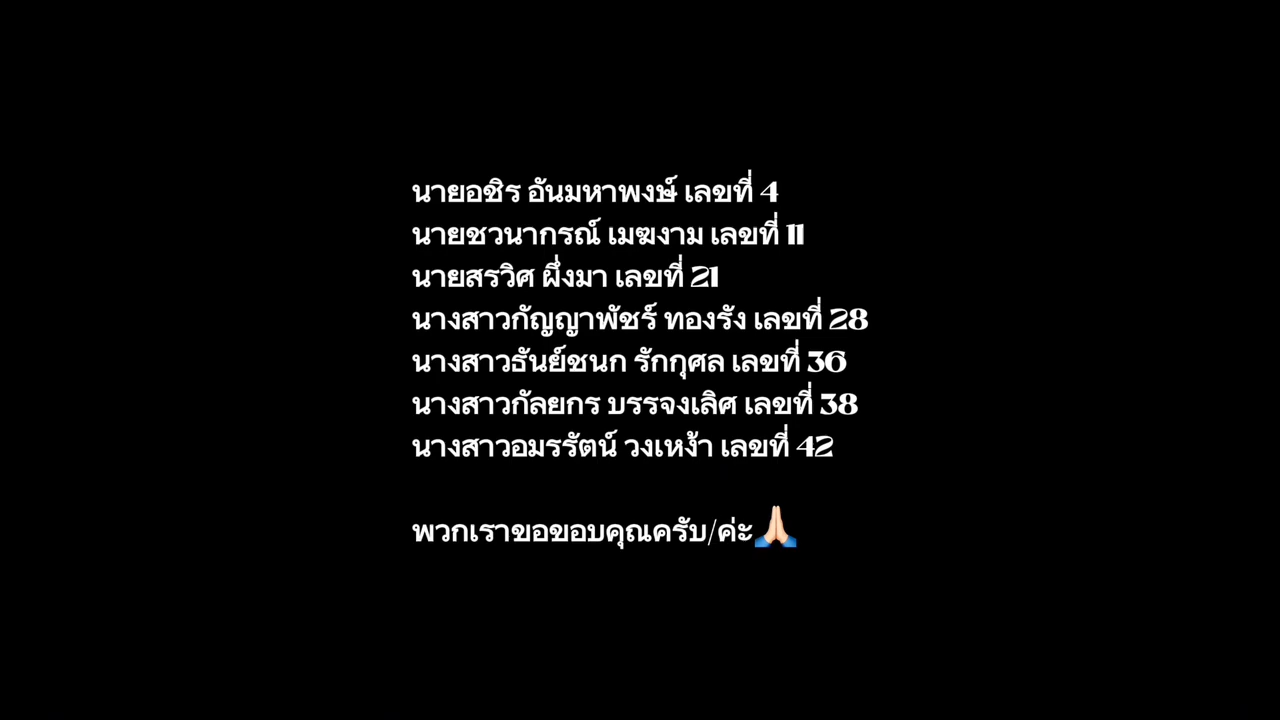 นายอชิร อันมหาพงษ์ เลขที่ 4
นายชวนากรณ์ เมฆงาม เลขที่ 11
นายสรวิศ ผึ่งมา เลขที่ 21
นางสาวกัญญาพัชร์ ทองรัง เลขที่ 28
นางสาวธันย์ชนก รักกุศล เลขที่ 36
นางสาวกัลยกร บรรจงเลิศ เลขที่ 38
นางสาวอมรรัตน์ วงเหง้า เลขที่ 42
พวกเราขอขอบคุณครับ/ค่ะ🙏🏻